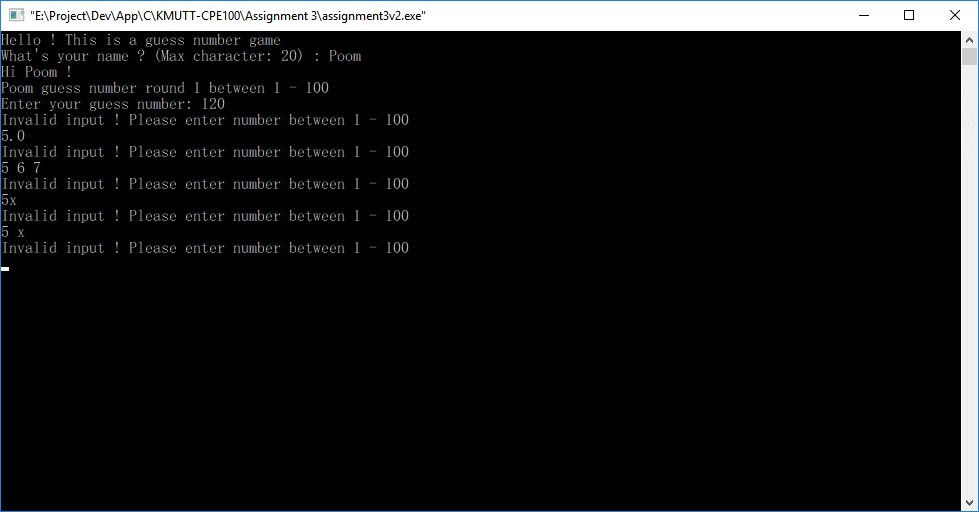 "E:\Project\Dev\App\C\KMUTT-CPE100\Assignment 3\assignment3v2.exe"
Hello ! This is a guess number game
What's your name ? (Max character: 20) : Poom
Hi Poom !
Poom guess number round 1 between 1 - 100
Enter your guess number: 120
Invalid input ! Please enter number between 1 - 100
5.0
Invalid input ! Please enter number between 1 - 100
5 6 7
Invalid input ! Please enter number between 1 - 100
5x
Invalid input ! Please enter number between 1 - 100
5 x
Invalid input ! Please enter number between 1 - 100